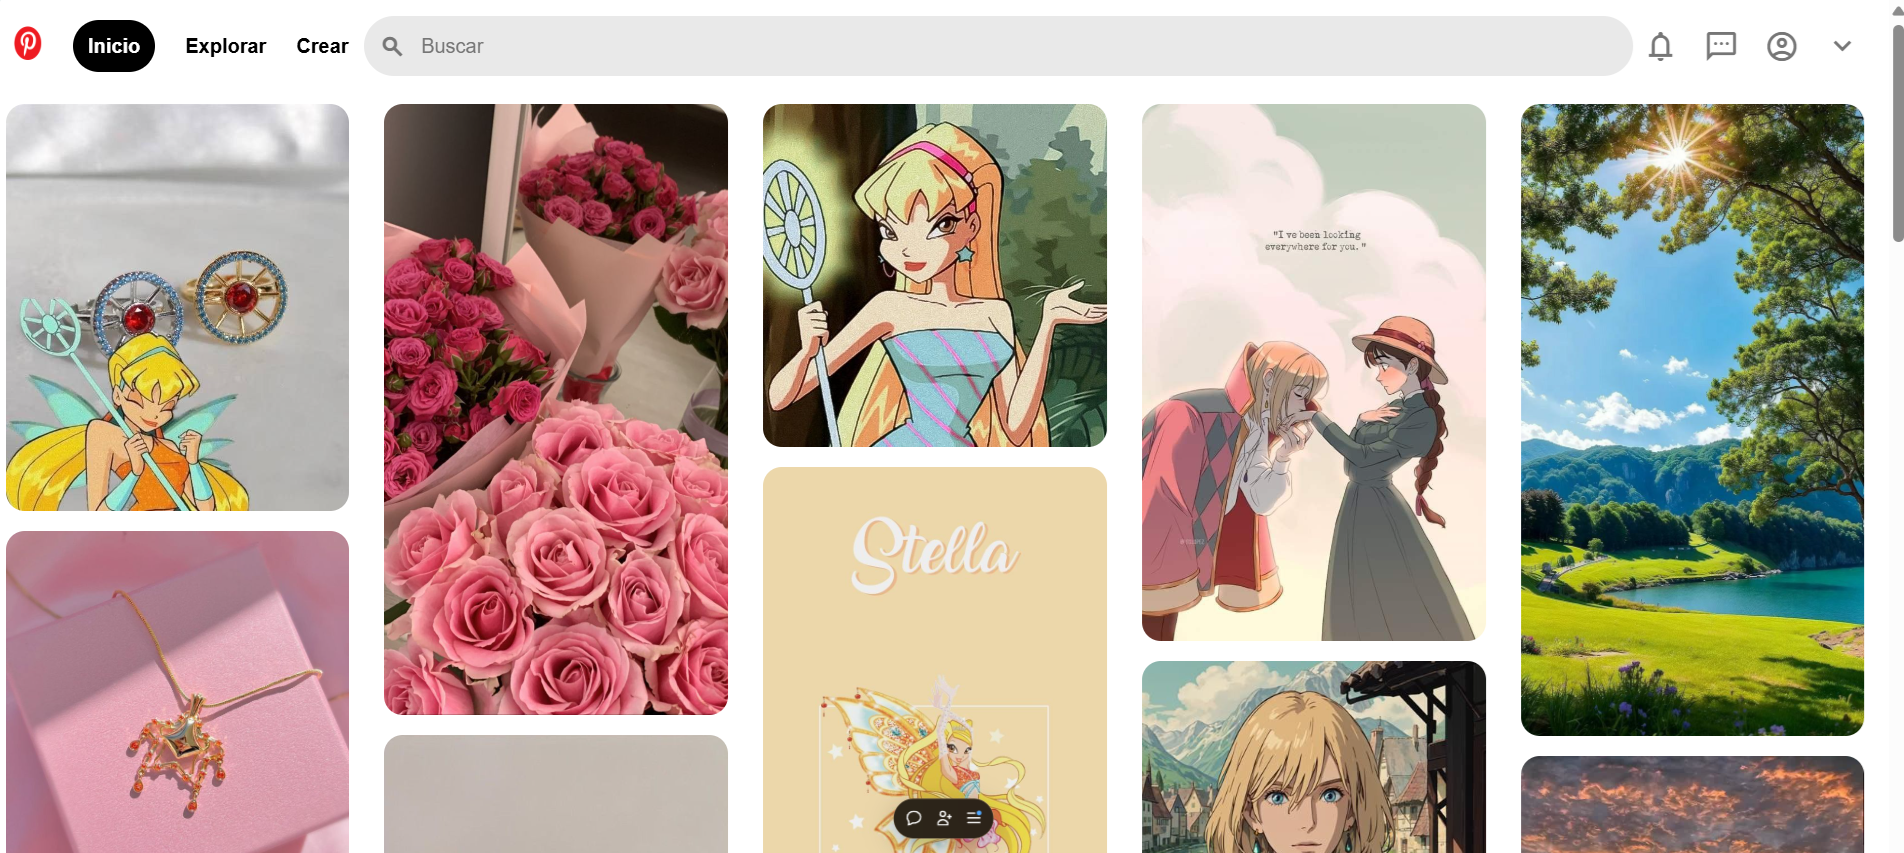 Inicio
Explorar
Crear
Buscar
"I ve been looking
everywhere for you."
Stella